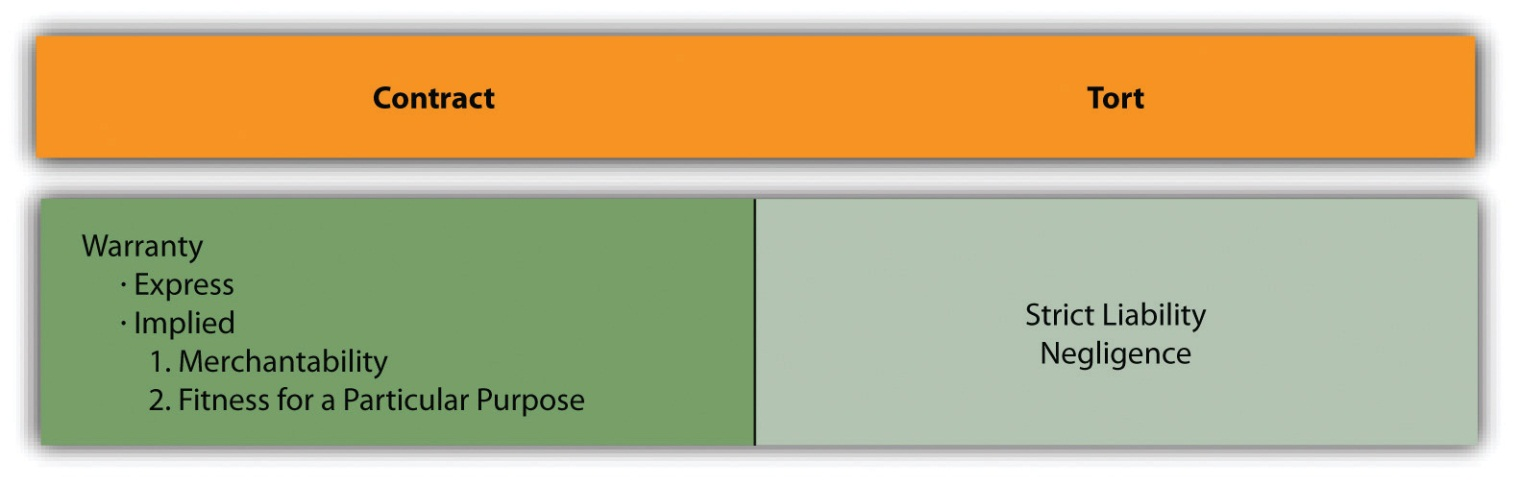 Contract
Tort
Warranty
· Express
· Implied
1. Merchantability
2. Fitness for a Particular Purpose
Strict Liability
Negligence